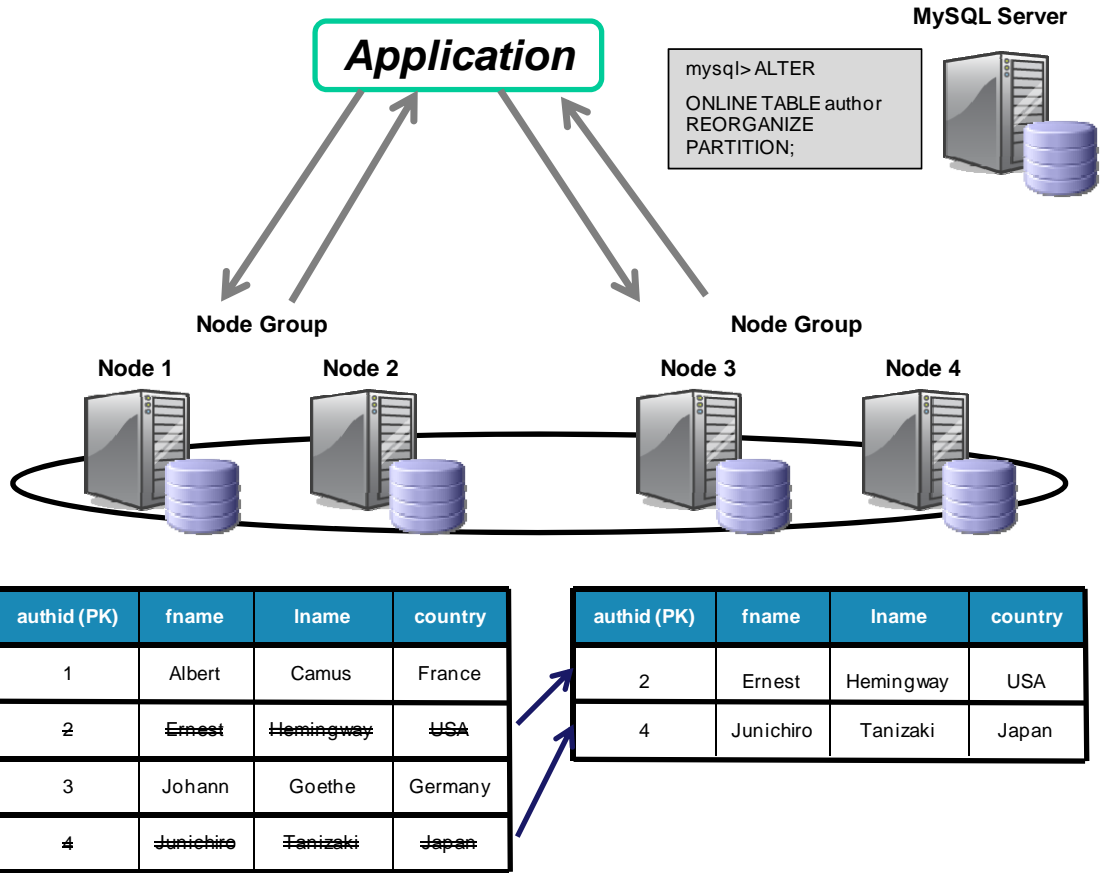 MySQL Server
Application
mysql> ALTER
ONLINE TABLE author
REORGANIZE
PARTITION;
Node Group
Node Group
Node 1
Node 2
Node 3
Node 4
authid (PK) fname lname country
1 Albert Camus France
2 Ernest Hemingway USA
3 Johann Goethe Germany
4 Junichiro Tanizaki Japan
authid (PK) fname lname country
2 Ernest Hemingway USA
4 Junichiro Tanizaki Japan